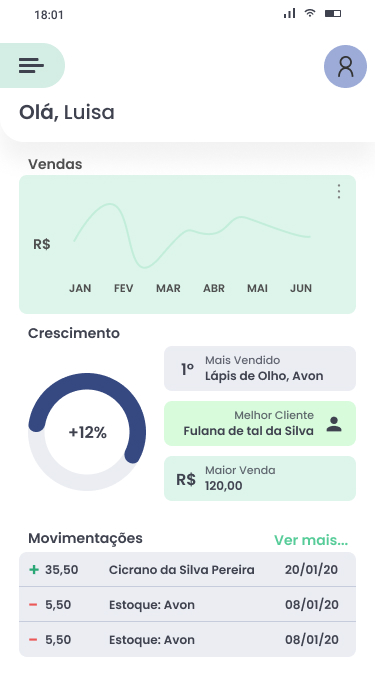 18:01
Olá, Luisa
Vendas
R$
JAN FEV MAR ABR MAI JUN
Crescimento
+12%
1º
Mais Vendido
Lápis de Olho, Avon
Melhor Cliente
Fulana de tal da Silva
R$
Maior Venda
120,00
Movimentações Ver mais...
+ 35,50 Cicrano da Silva Pereira 20/01/20
- 5,50 Estoque: Avon 08/01/20
- 5,50 Estoque: Avon 08/01/20